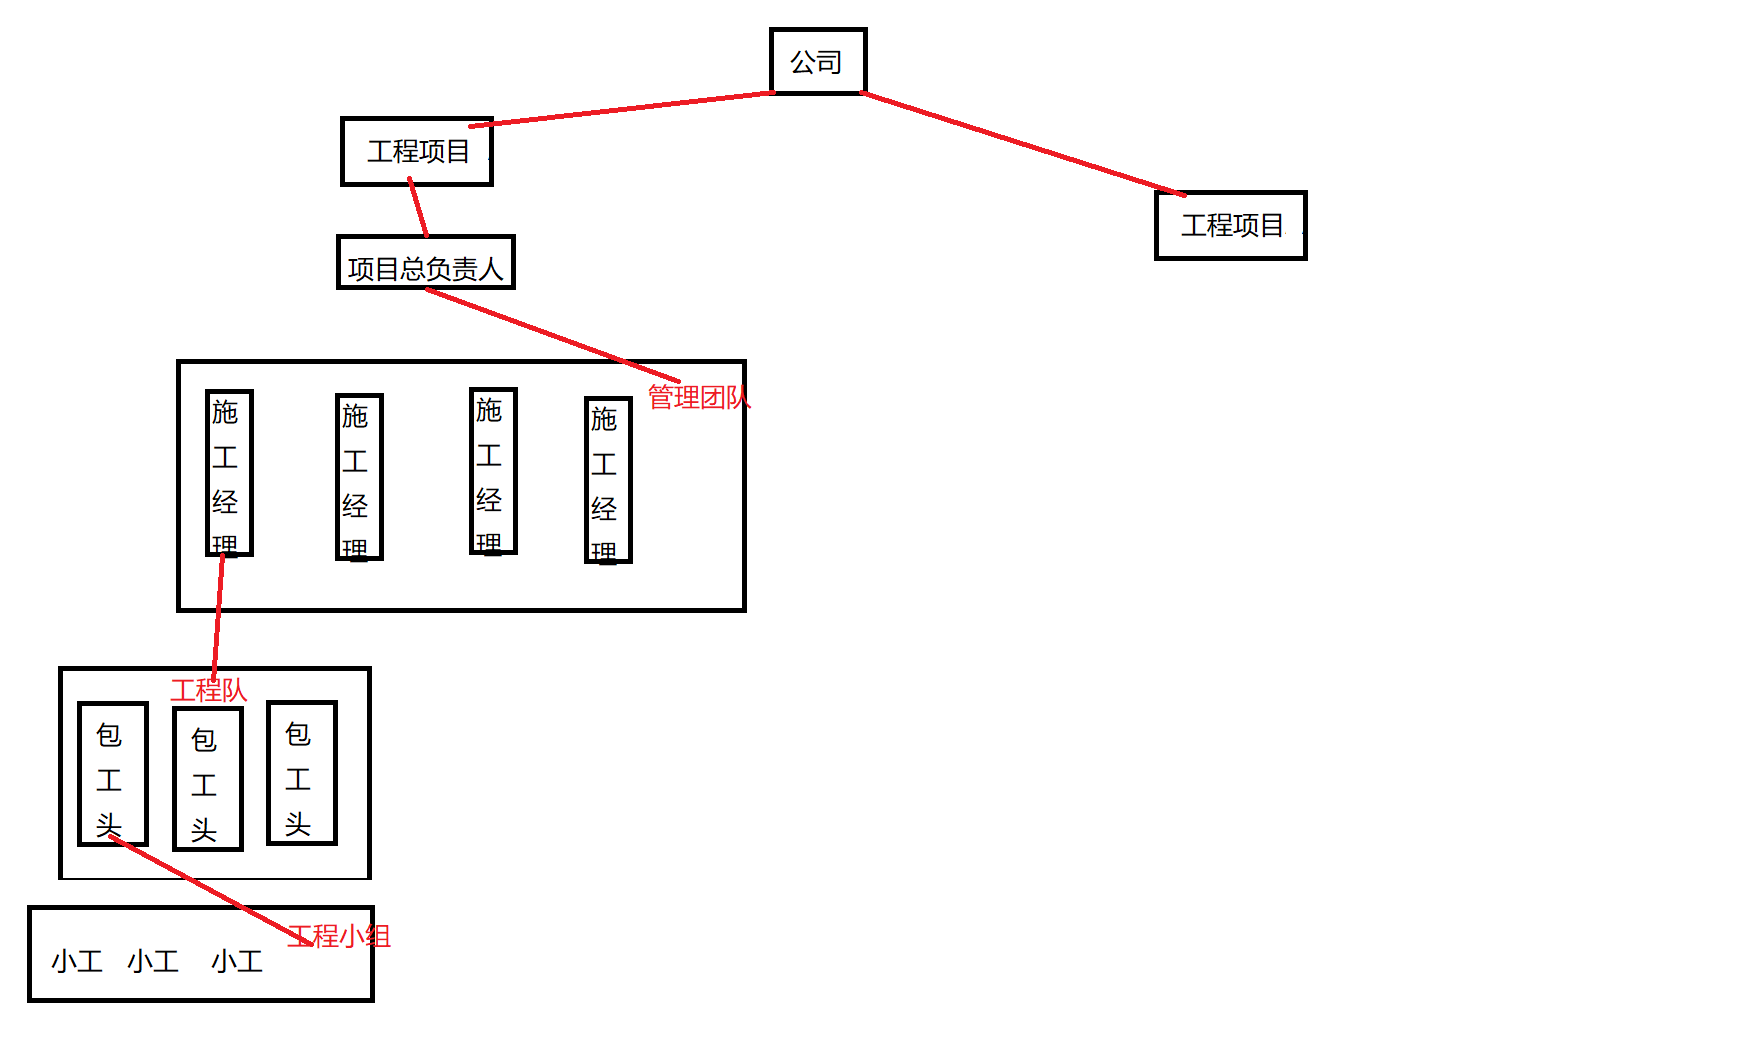 公司
工程项目
工程项目
项目总负责人
管理团队
施工经理
施工经理
施工经理
施工经理
工程队
包工头
包工头
包工头
工程小组
小工 小工 小工